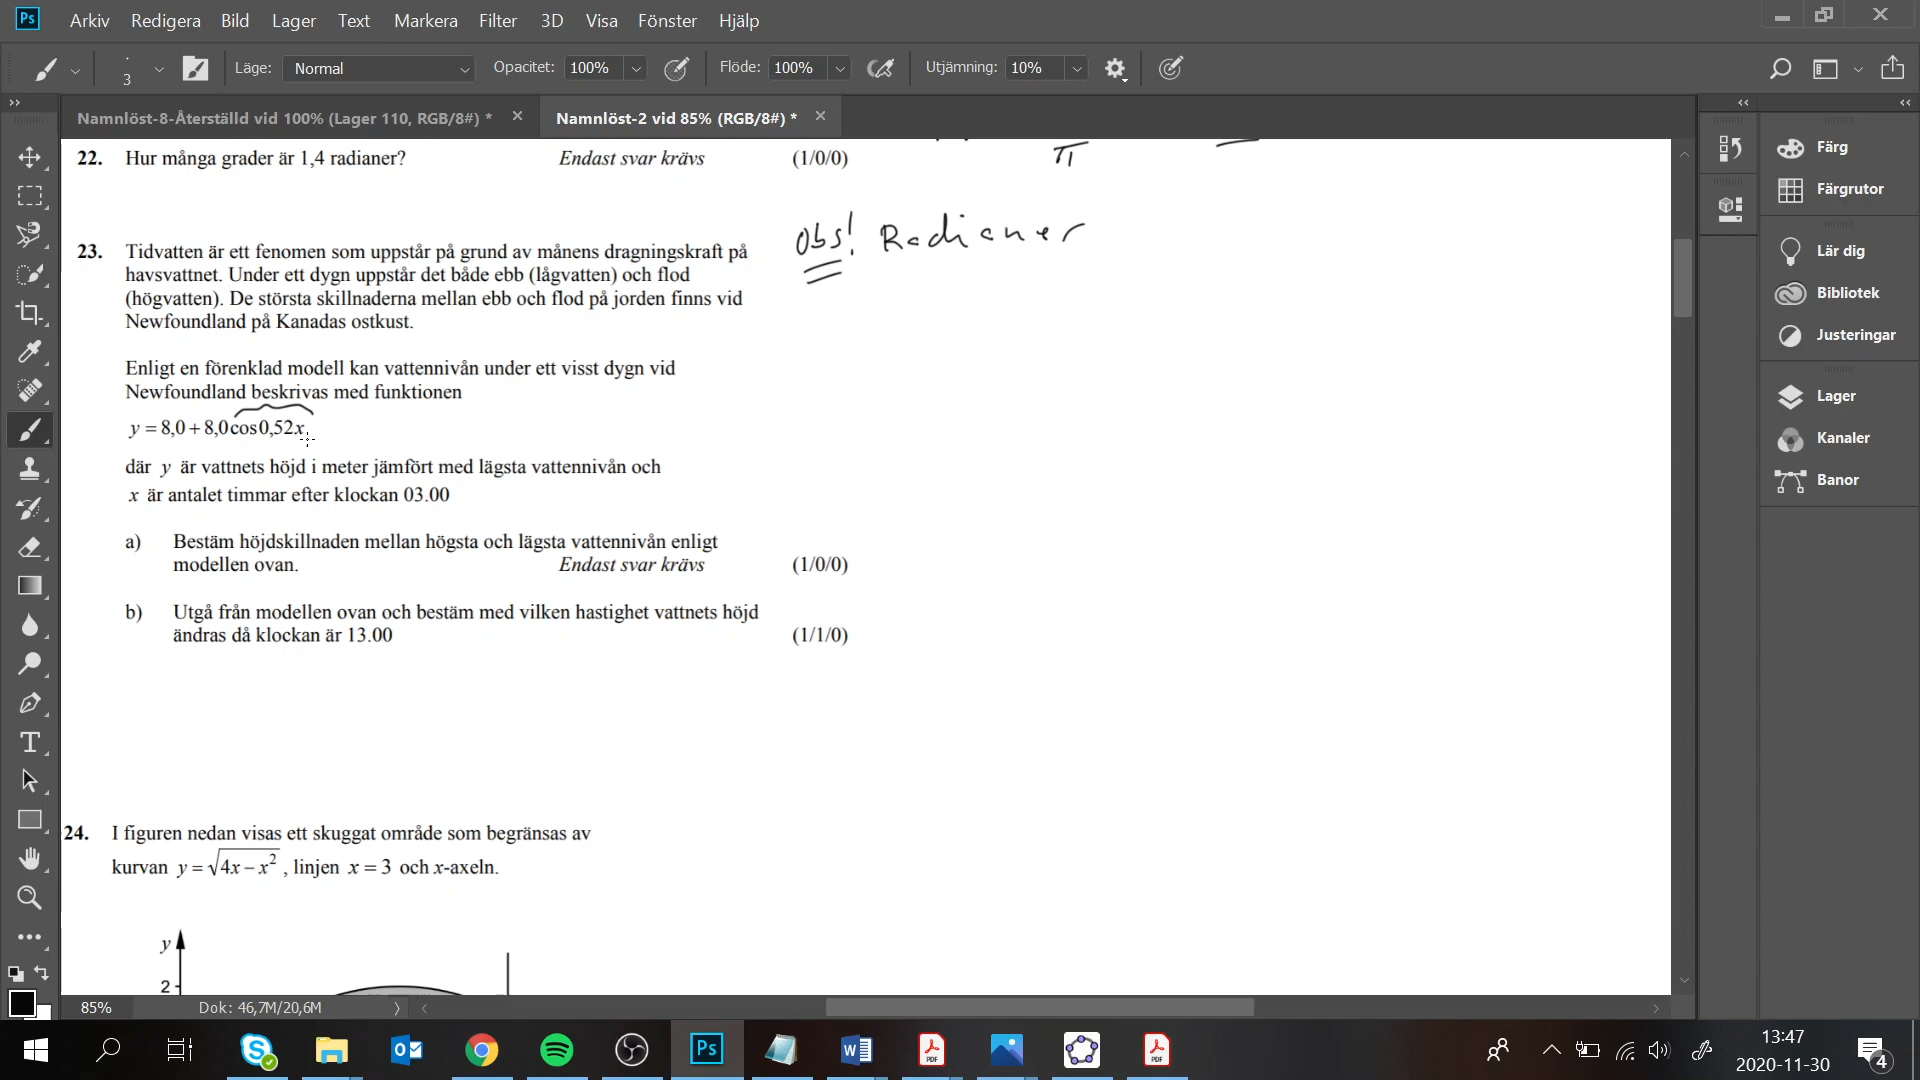 Ps Arkiv Redigera Bild Lager Text Markera Filter 3D Visa Fönster Hjälp
3 Läge: Normal Opacitet: 100% Flöde: 100% Utjämning: 10%
Namnlöst-8-Återställd vid 100% (Lager 110, RGB/8#) * × Namnlöst-2 vid 85% (RGB/8#) * ×
π
22. Hur många grader är 1,4 radianer? Endast svar krävs (1/0/0)
Obs! Radianer
23. Tidvatten är ett fenomen som uppstår på grund av månens dragningskraft på
havsvattnet. Under ett dygn uppstår det både ebb (lågvatten) och flod
(högvatten). De största skillnaderna mellan ebb och flod på jorden finns vid
Newfoundland på Kanadas ostkust.
Enligt en förenklad modell kan vattennivån under ett visst dygn vid
Newfoundland beskrivas med funktionen
y = 8,0 + 8,0cos0,52x
där y är vattnets höjd i meter jämfört med lägsta vattennivån och
x är antalet timmar efter klockan 03.00
a) Bestäm höjdskillnaden mellan högsta och lägsta vattennivån enligt
modellen ovan. Endast svar krävs (1/0/0)
b) Utgå från modellen ovan och bestäm med vilken hastighet vattnets höjd
ändras då klockan är 13.00 (1/1/0)
24. I figuren nedan visas ett skuggat område som begränsas av
kurvan y = √4x − x² , linjen x = 3 och x-axeln.
y
2
Färg
Färgrutor
Lär dig
Bibliotek
Justeringar
Lager
Kanaler
Banor
85% Dok: 46,7M/20,6M
Ps
13:47
2020-11-30
4